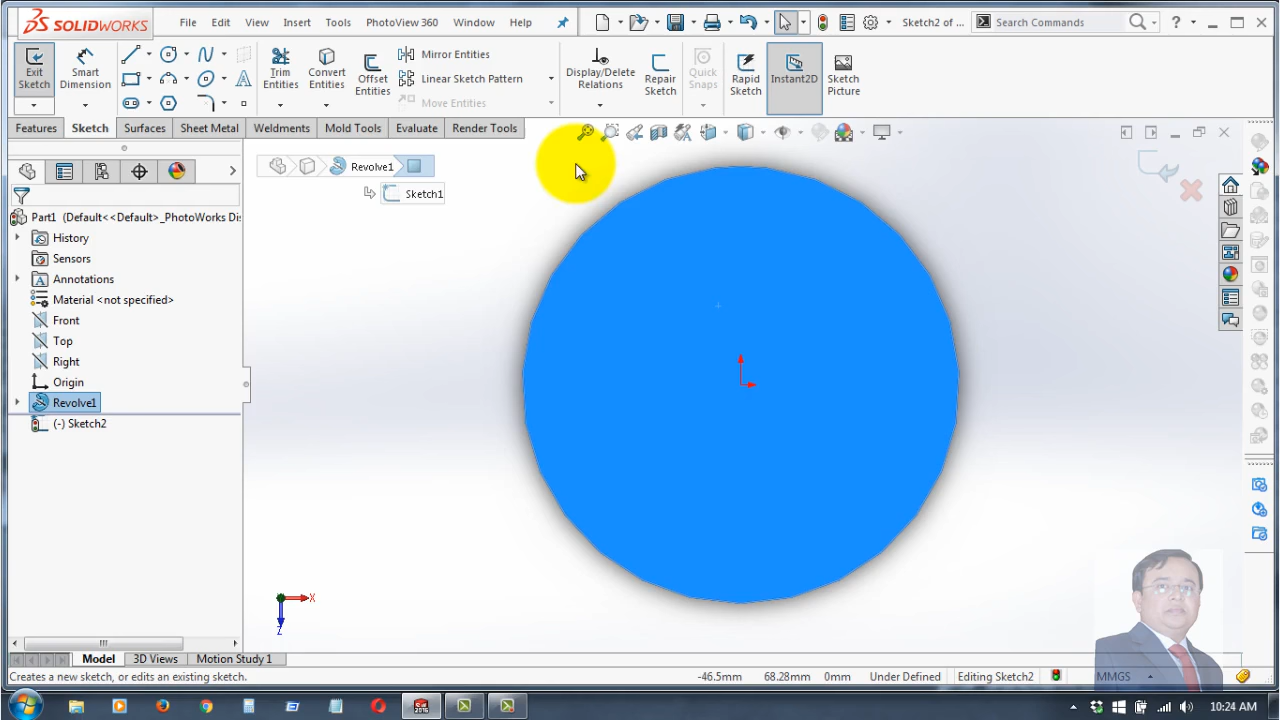 SOLIDWORKS
File Edit View Insert Tools PhotoView 360 Window Help
Sketch2 of ...
Search Commands
Exit Sketch
Smart Dimension
Trim Entities
Convert Entities
Offset Entities
Mirror Entities
Linear Sketch Pattern
Move Entities
Display/Delete Relations
Repair Sketch
Quick Snaps
Rapid Sketch
Instant2D
Sketch Picture
Features Sketch Surfaces Sheet Metal Weldments Mold Tools Evaluate Render Tools
Revolve1
Sketch1
Part1 (Default<<Default>_PhotoWorks Di
History
Sensors
Annotations
Material <not specified>
Front
Top
Right
Origin
Revolve1
(-) Sketch2
X
Z
Model 3D Views Motion Study 1
Creates a new sketch, or edits an existing sketch.
-46.5mm 68.28mm 0mm Under Defined Editing Sketch2 MMGS
2016
10:24 AM